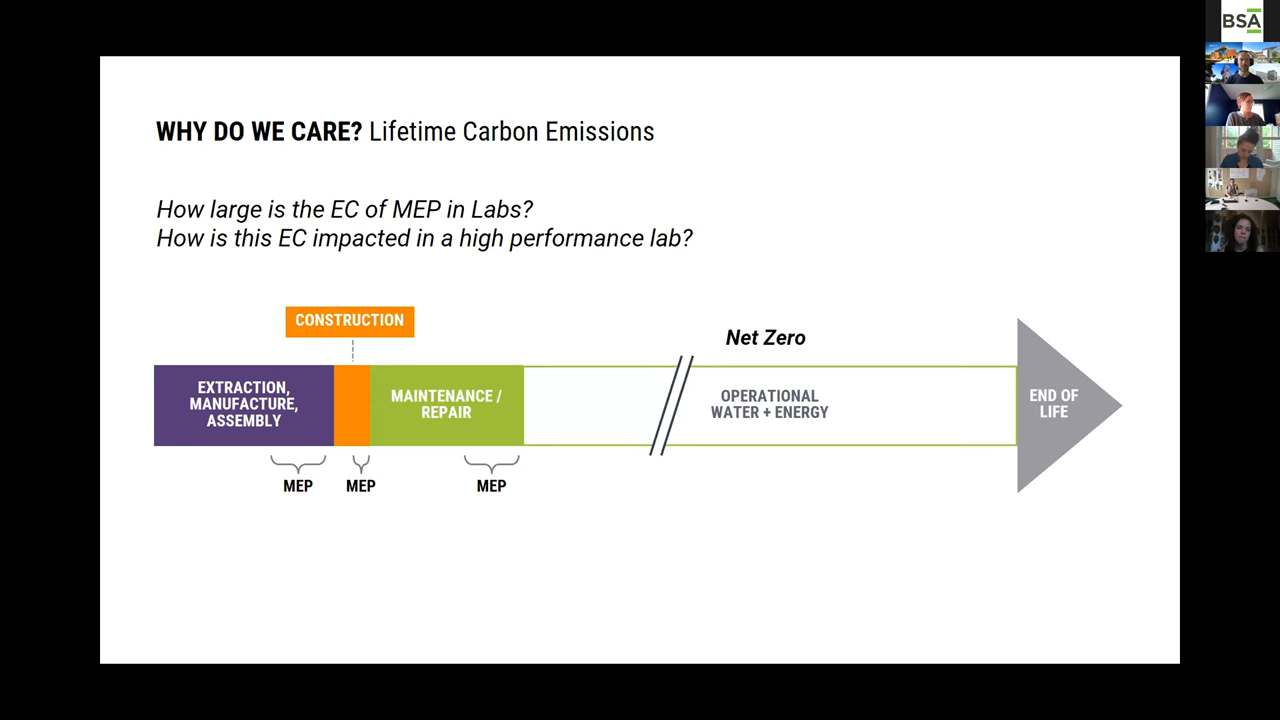 BSA
WHY DO WE CARE? Lifetime Carbon Emissions
How large is the EC of MEP in Labs?
How is this EC impacted in a high performance lab?
CONSTRUCTION
Net Zero
EXTRACTION,
MANUFACTURE,
ASSEMBLY
MAINTENANCE /
REPAIR
OPERATIONAL
WATER + ENERGY
END OF
LIFE
MEP
MEP
MEP